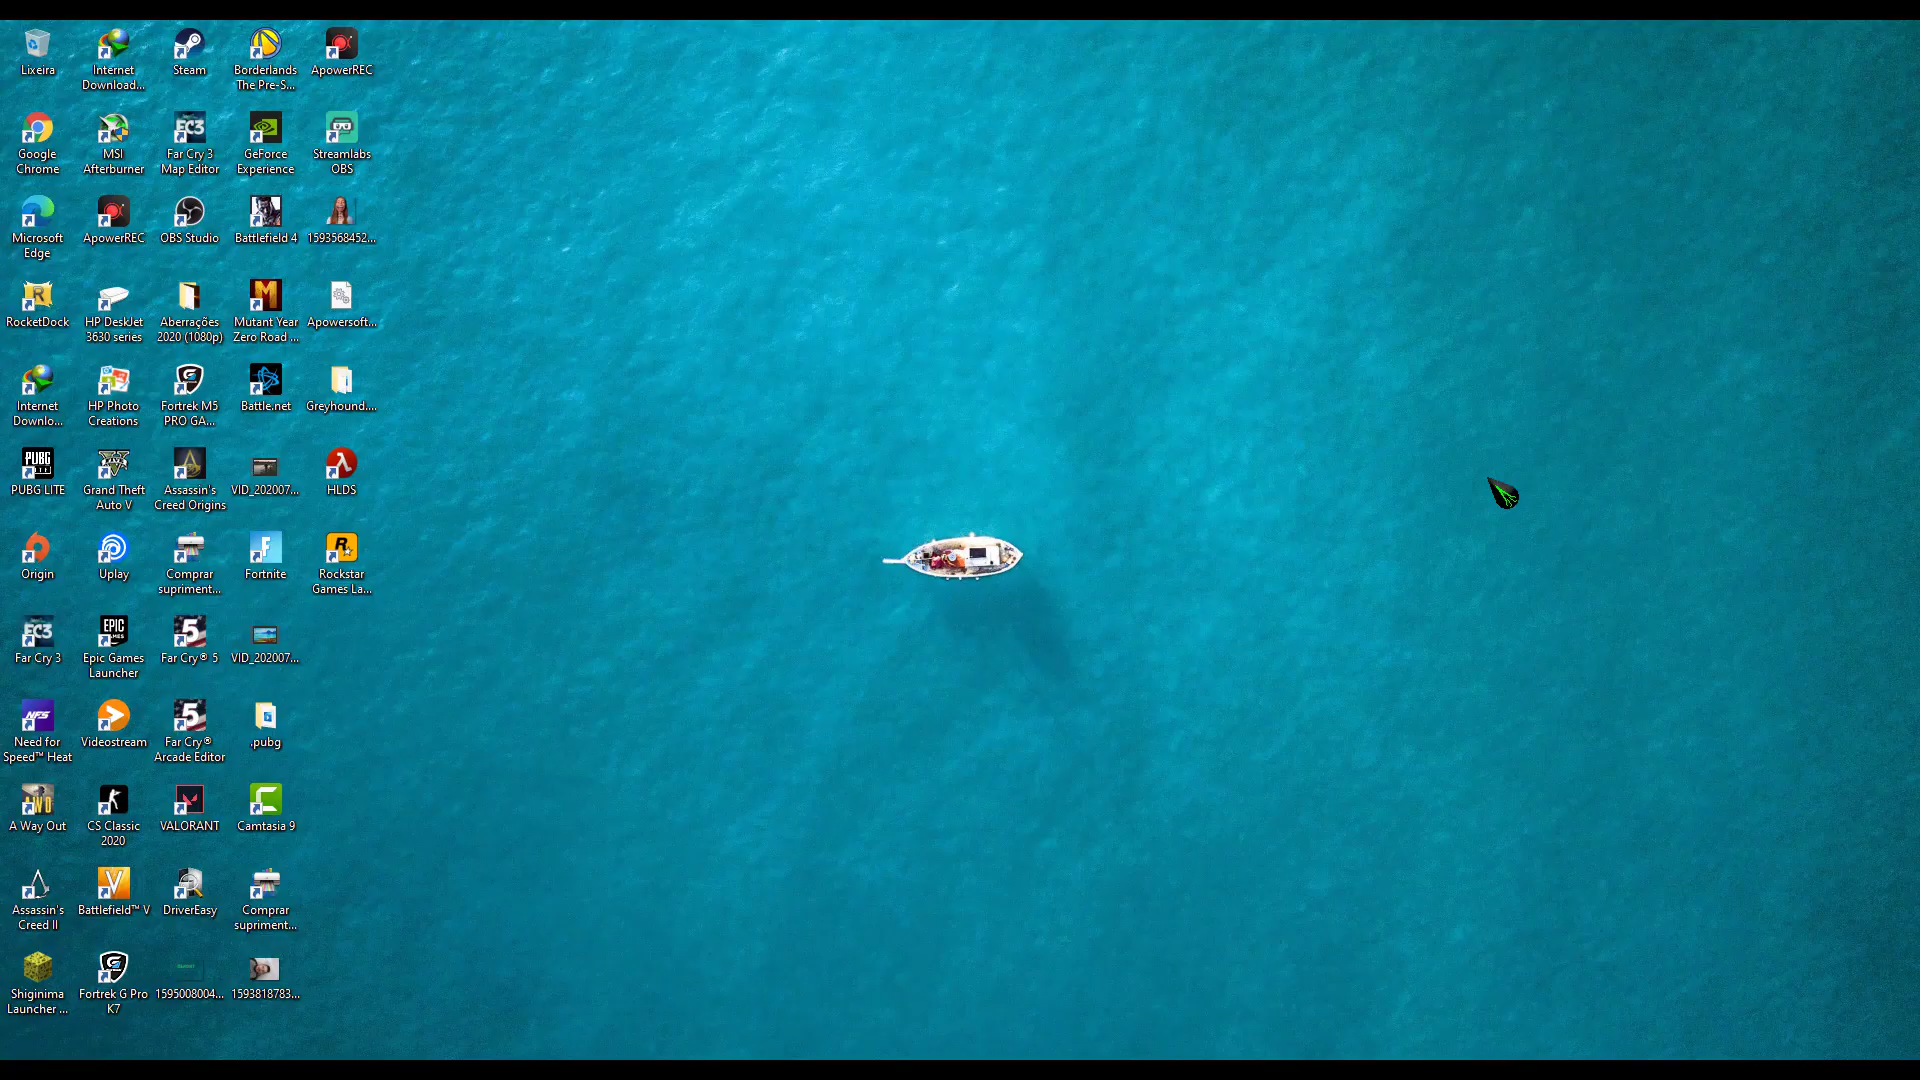 Lixeira
Internet
Download...
Steam
Borderlands
The Pre-S...
ApowerREC
Google
Chrome
MSI
Afterburner
Far Cry 3
Map Editor
GeForce
Experience
Streamlabs
OBS
Microsoft
Edge
ApowerREC
OBS Studio
Battlefield 4
1593568452...
RocketDock
HP DeskJet
3630 series
Aberrações
2020 (1080p)
Mutant Year
Zero Road ...
Apowersoft...
Internet
Downlo...
HP Photo
Creations
Fortrek M5
PRO GA...
Battle.net
Greyhound....
PUBG LITE
Grand Theft
Auto V
Assassin's
Creed Origins
VID_202007...
HLDS
Origin
Uplay
Comprar
supriment...
Fortnite
Rockstar
Games La...
Far Cry 3
Epic Games
Launcher
Far Cry® 5
VID_202007...
Need for
Speed™ Heat
Videostream
Far Cry®
Arcade Editor
.pubg
A Way Out
CS Classic
2020
VALORANT
Camtasia 9
Assassin's
Creed II
Battlefield™ V
DriverEasy
Comprar
supriment...
Shiginima
Launcher ...
Fortrek G Pro
K7
1595008004...
1593818783...